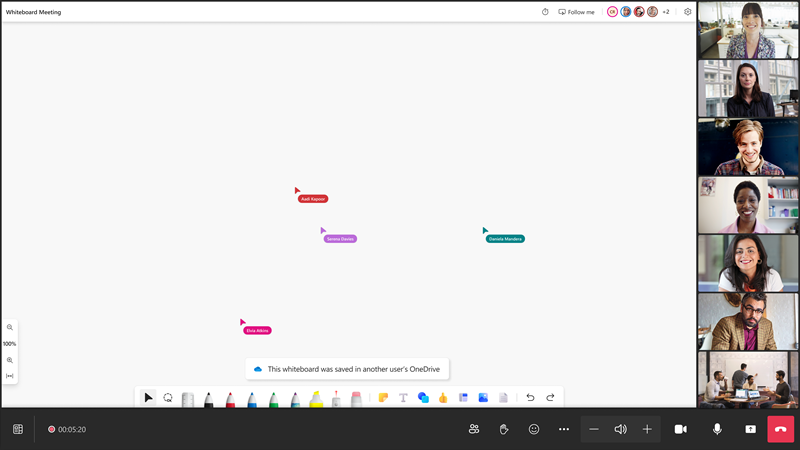 Whiteboard Meeting
Follow me
CR
+2
Aadi Kapoor
Serena Davies
Daniela Mandera
Elvia Atkins
100%
This whiteboard was saved in another user's OneDrive
00:05:20